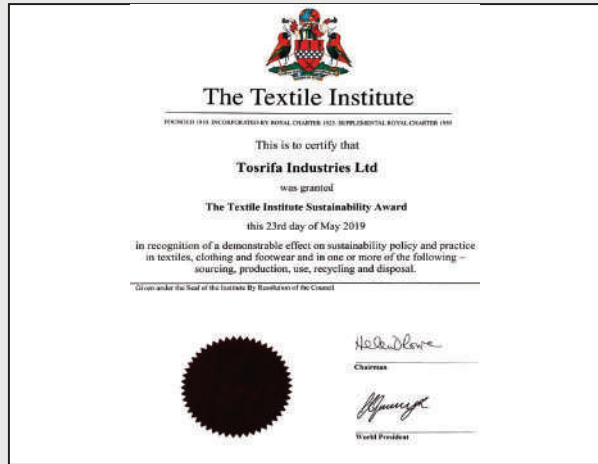 The Textile Institute
FOUNDED 1910 INCORPORATED BY ROYAL CHARTER 1925 SUPPLEMENTAL ROYAL CHARTER 1955
This is to certify that
Tosrifa Industries Ltd
was granted
The Textile Institute Sustainability Award
this 23rd day of May 2019
in recognition of a demonstrable effect on sustainability policy and practice
in textiles, clothing and footwear and in one or more of the following –
sourcing, production, use, recycling and disposal.
Given under the Seal of the Institute By Resolution of the Council
Chairman
World President